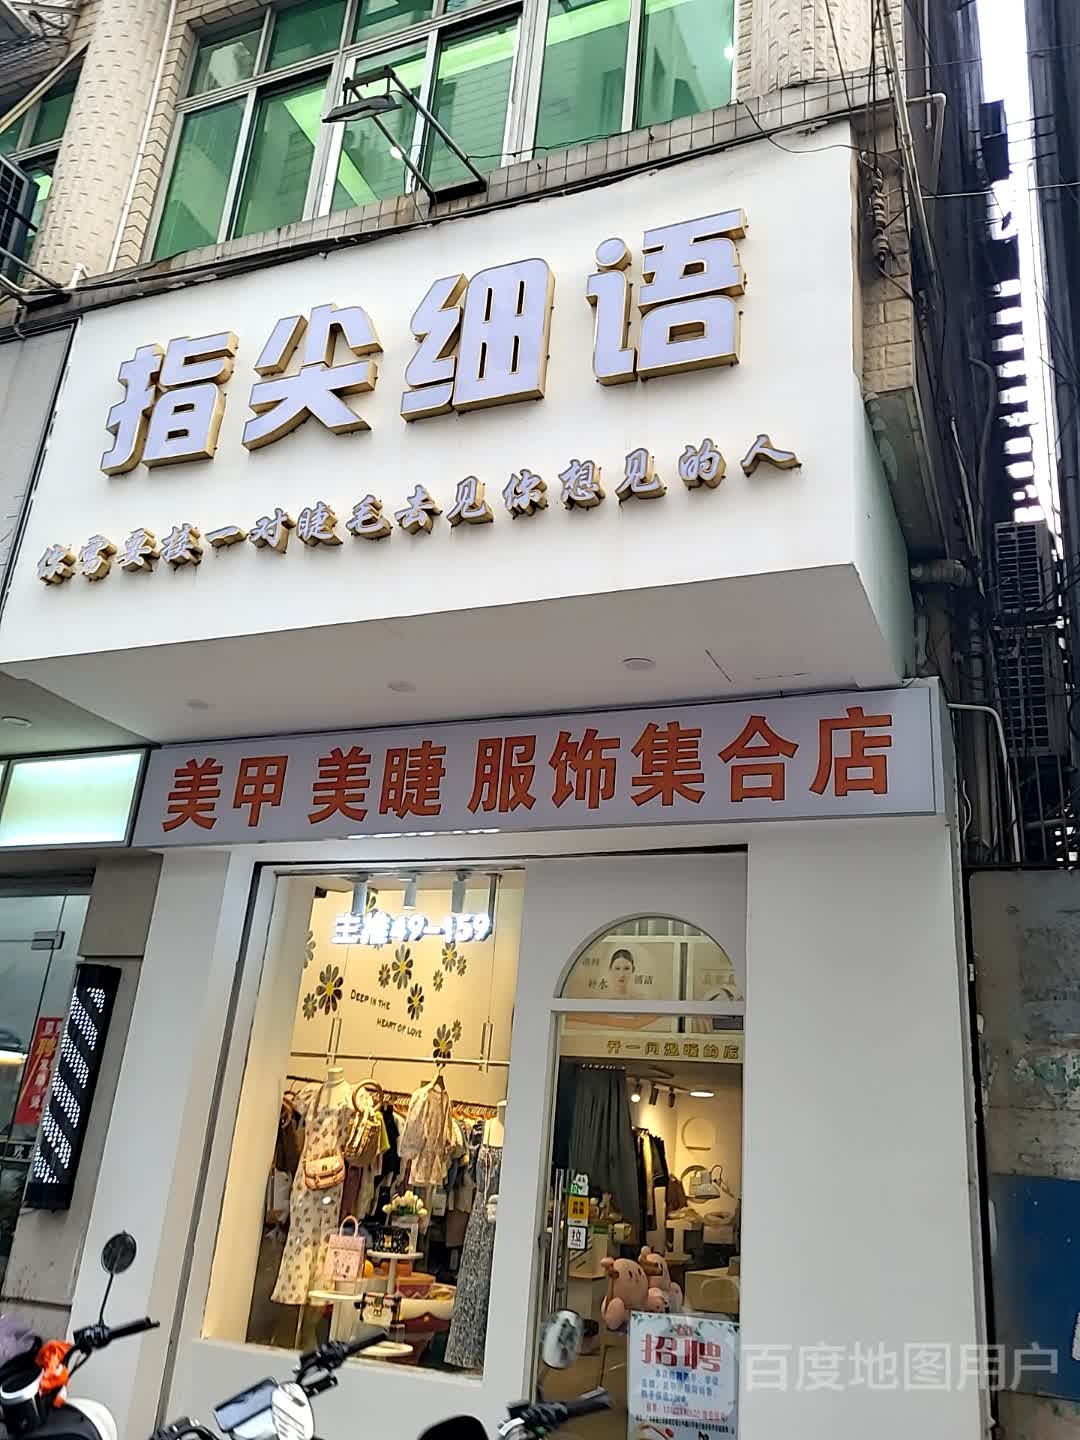 指尖细语
你需要接一对睫毛去见你想见的人
美甲 美睫 服饰集合店
主推49-159
DEEP IN THE
HEART OF LOVE
补水
开一间温暖的店
拉
招聘
百度地图用户